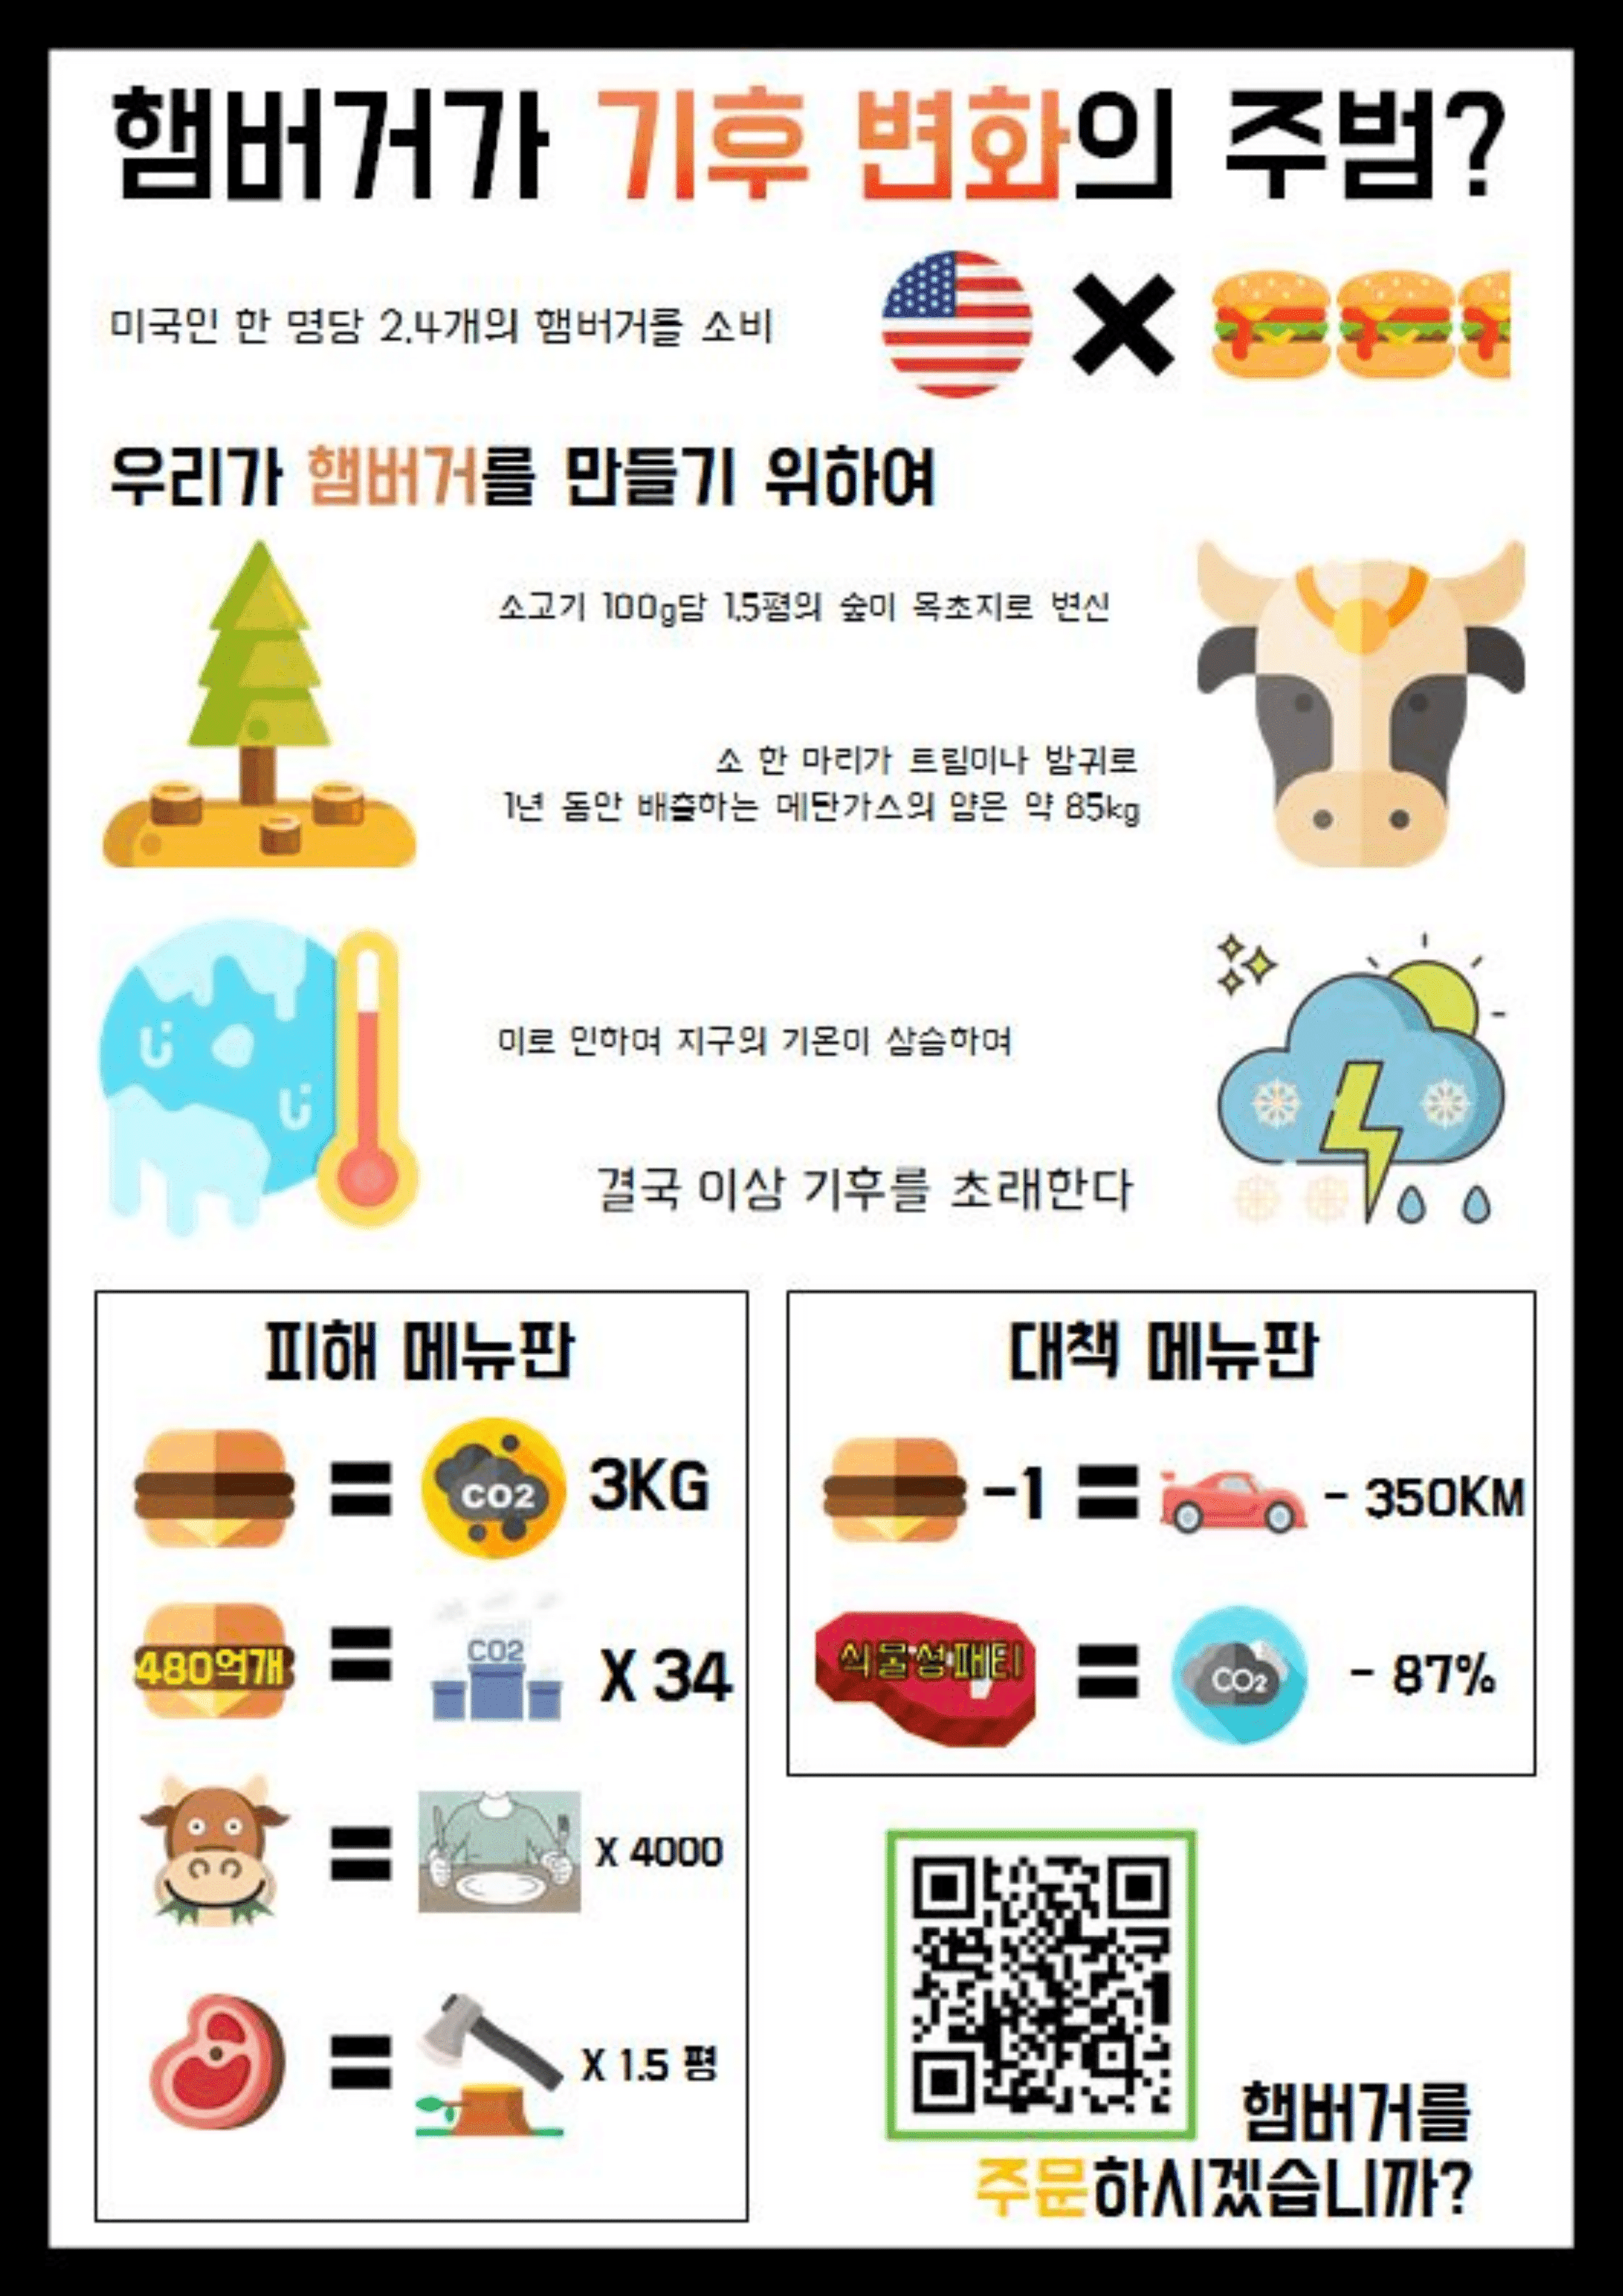 햄버거가 기후 변화의 주범?
미국인 한 명당 2.4개의 햄버거를 소비
우리가 햄버거를 만들기 위하여
소고기 100g당 1.5평의 숲이 목초지로 변신
소 한 마리가 트림이나 방귀로
1년 동안 배출하는 메탄가스의 양은 약 85kg
이로 인하여 지구의 기온이 상승하여
결국 이상 기후를 초래한다
피해 메뉴판
= CO2 3KG
480억개 = CO2 X 34
= X 4000
= X 1.5 평
대책 메뉴판
-1 = - 350KM
식물성패티 = CO2 - 87%
햄버거를
주문하시겠습니까?